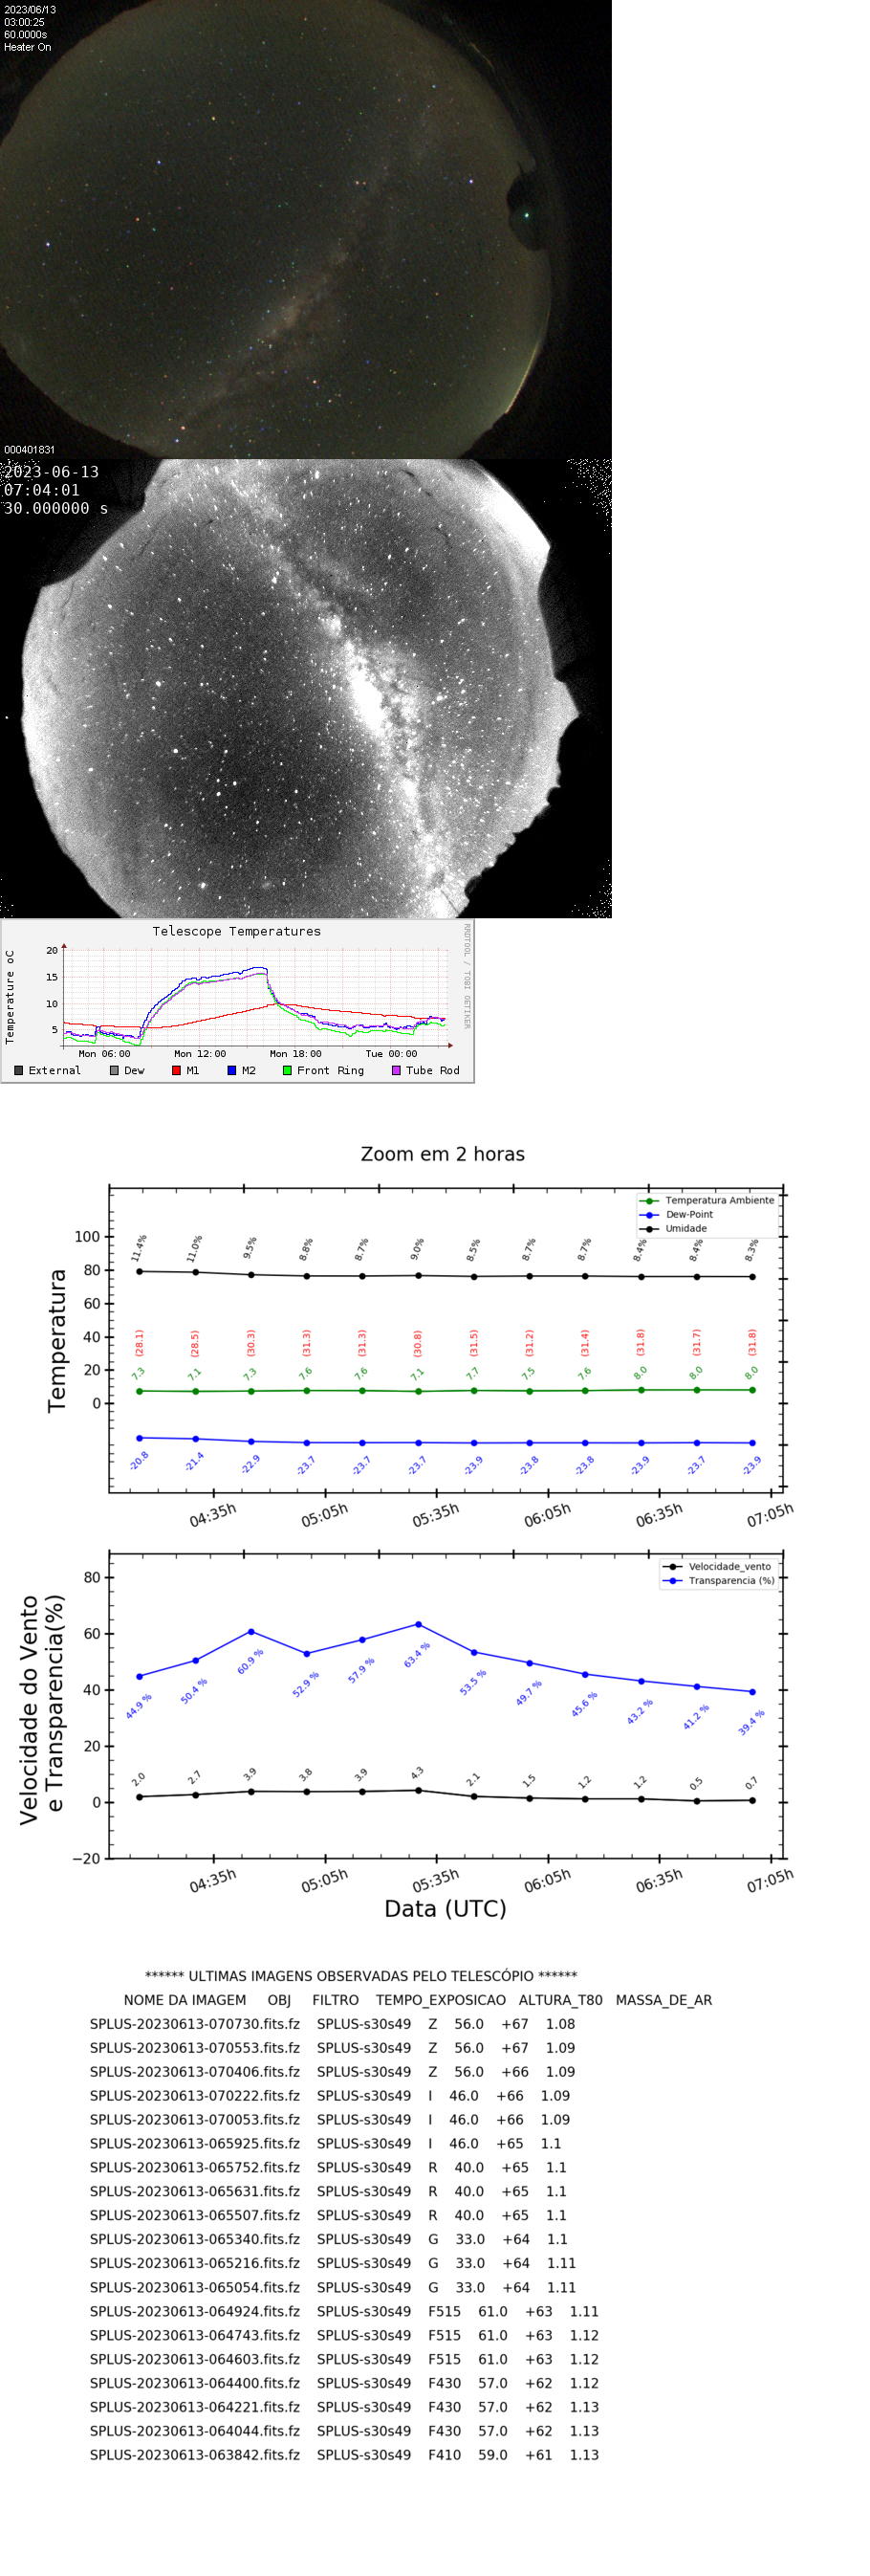 2023/06/13
03:00:25
60.0000s
Heater On
000401831
2023-06-13
07:04:01
30.000000 s
Telescope Temperatures
RRDTOOL / TOBI OETIKER
Temperature oC
20
15
10
5
Mon 06:00 Mon 12:00 Mon 18:00 Tue 00:00
External Dew M1 M2 Front Ring Tube Rod
Zoom em 2 horas
Temperatura Ambiente
Dew-Point
Umidade
Temperatura
100
80
60
40
20
0
11.4% 11.0% 9.5% 8.8% 8.7% 9.0% 8.5% 8.7% 8.7% 8.4% 8.4% 8.3%
(28.1) (28.5) (30.3) (31.3) (31.3) (30.8) (31.5) (31.2) (31.4) (31.8) (31.7) (31.8)
7.3 7.1 7.3 7.6 7.6 7.1 7.7 7.5 7.6 8.0 8.0 8.0
-20.8 -21.4 -22.9 -23.7 -23.7 -23.7 -23.9 -23.8 -23.8 -23.9 -23.7 -23.9
04:35h 05:05h 05:35h 06:05h 06:35h 07:05h
Velocidade_vento
Transparencia (%)
Velocidade do Vento
e Transparencia(%)
80
60
40
20
0
−20
44.9 % 50.4 % 60.9 % 52.9 % 57.9 % 63.4 % 53.5 % 49.7 % 45.6 % 43.2 % 41.2 % 39.4 %
2.0 2.7 3.9 3.8 3.9 4.3 2.1 1.5 1.2 1.2 0.5 0.7
04:35h 05:05h 05:35h 06:05h 06:35h 07:05h
Data (UTC)
****** ULTIMAS IMAGENS OBSERVADAS PELO TELESCÓPIO ******
NOME DA IMAGEM OBJ FILTRO TEMPO_EXPOSICAO ALTURA_T80 MASSA_DE_AR
SPLUS-20230613-070730.fits.fz SPLUS-s30s49 Z 56.0 +67 1.08
SPLUS-20230613-070553.fits.fz SPLUS-s30s49 Z 56.0 +67 1.09
SPLUS-20230613-070406.fits.fz SPLUS-s30s49 Z 56.0 +66 1.09
SPLUS-20230613-070222.fits.fz SPLUS-s30s49 I 46.0 +66 1.09
SPLUS-20230613-070053.fits.fz SPLUS-s30s49 I 46.0 +66 1.09
SPLUS-20230613-065925.fits.fz SPLUS-s30s49 I 46.0 +65 1.1
SPLUS-20230613-065752.fits.fz SPLUS-s30s49 R 40.0 +65 1.1
SPLUS-20230613-065631.fits.fz SPLUS-s30s49 R 40.0 +65 1.1
SPLUS-20230613-065507.fits.fz SPLUS-s30s49 R 40.0 +65 1.1
SPLUS-20230613-065340.fits.fz SPLUS-s30s49 G 33.0 +64 1.1
SPLUS-20230613-065216.fits.fz SPLUS-s30s49 G 33.0 +64 1.11
SPLUS-20230613-065054.fits.fz SPLUS-s30s49 G 33.0 +64 1.11
SPLUS-20230613-064924.fits.fz SPLUS-s30s49 F515 61.0 +63 1.11
SPLUS-20230613-064743.fits.fz SPLUS-s30s49 F515 61.0 +63 1.12
SPLUS-20230613-064603.fits.fz SPLUS-s30s49 F515 61.0 +63 1.12
SPLUS-20230613-064400.fits.fz SPLUS-s30s49 F430 57.0 +62 1.12
SPLUS-20230613-064221.fits.fz SPLUS-s30s49 F430 57.0 +62 1.13
SPLUS-20230613-064044.fits.fz SPLUS-s30s49 F430 57.0 +62 1.13
SPLUS-20230613-063842.fits.fz SPLUS-s30s49 F410 59.0 +61 1.13